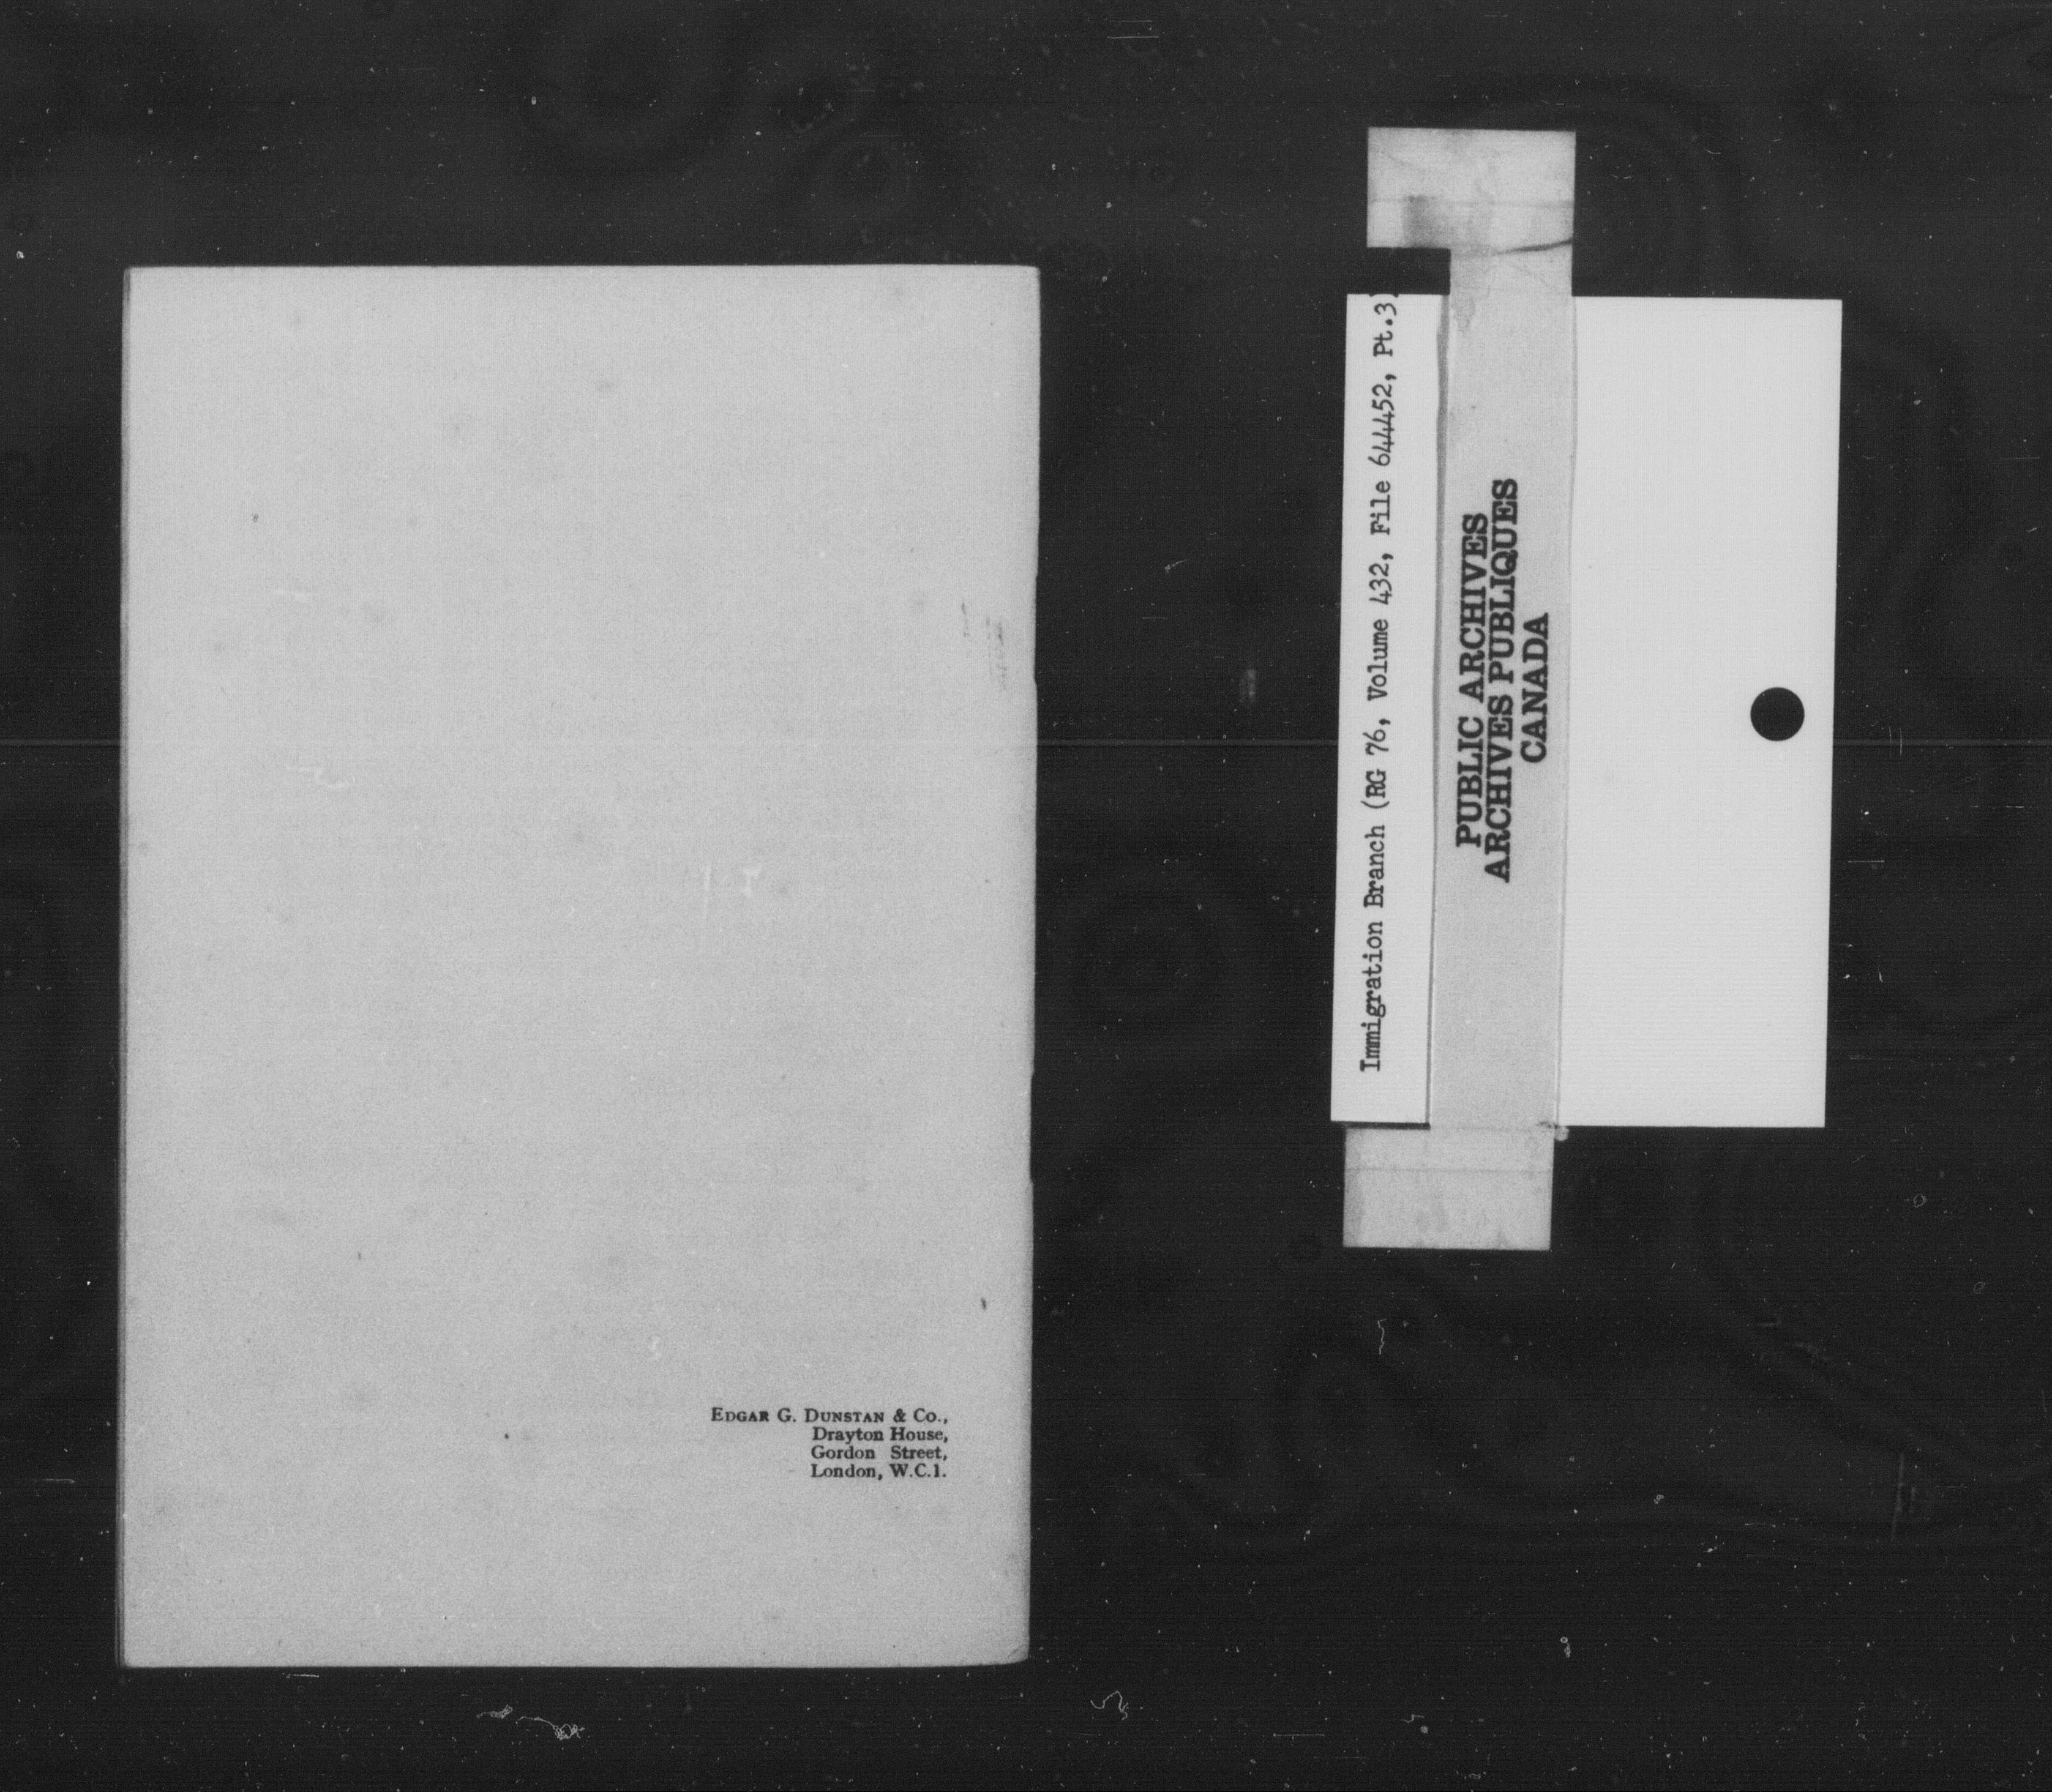 EDGAR G. DUNSTAN & Co.,
Drayton House,
Gordon Street,
London, W.C.1.
Immigration Branch (RG 76, Volume 432, File 644452, Pt.3)
PUBLIC ARCHIVES
ARCHIVES PUBLIQUES
CANADA